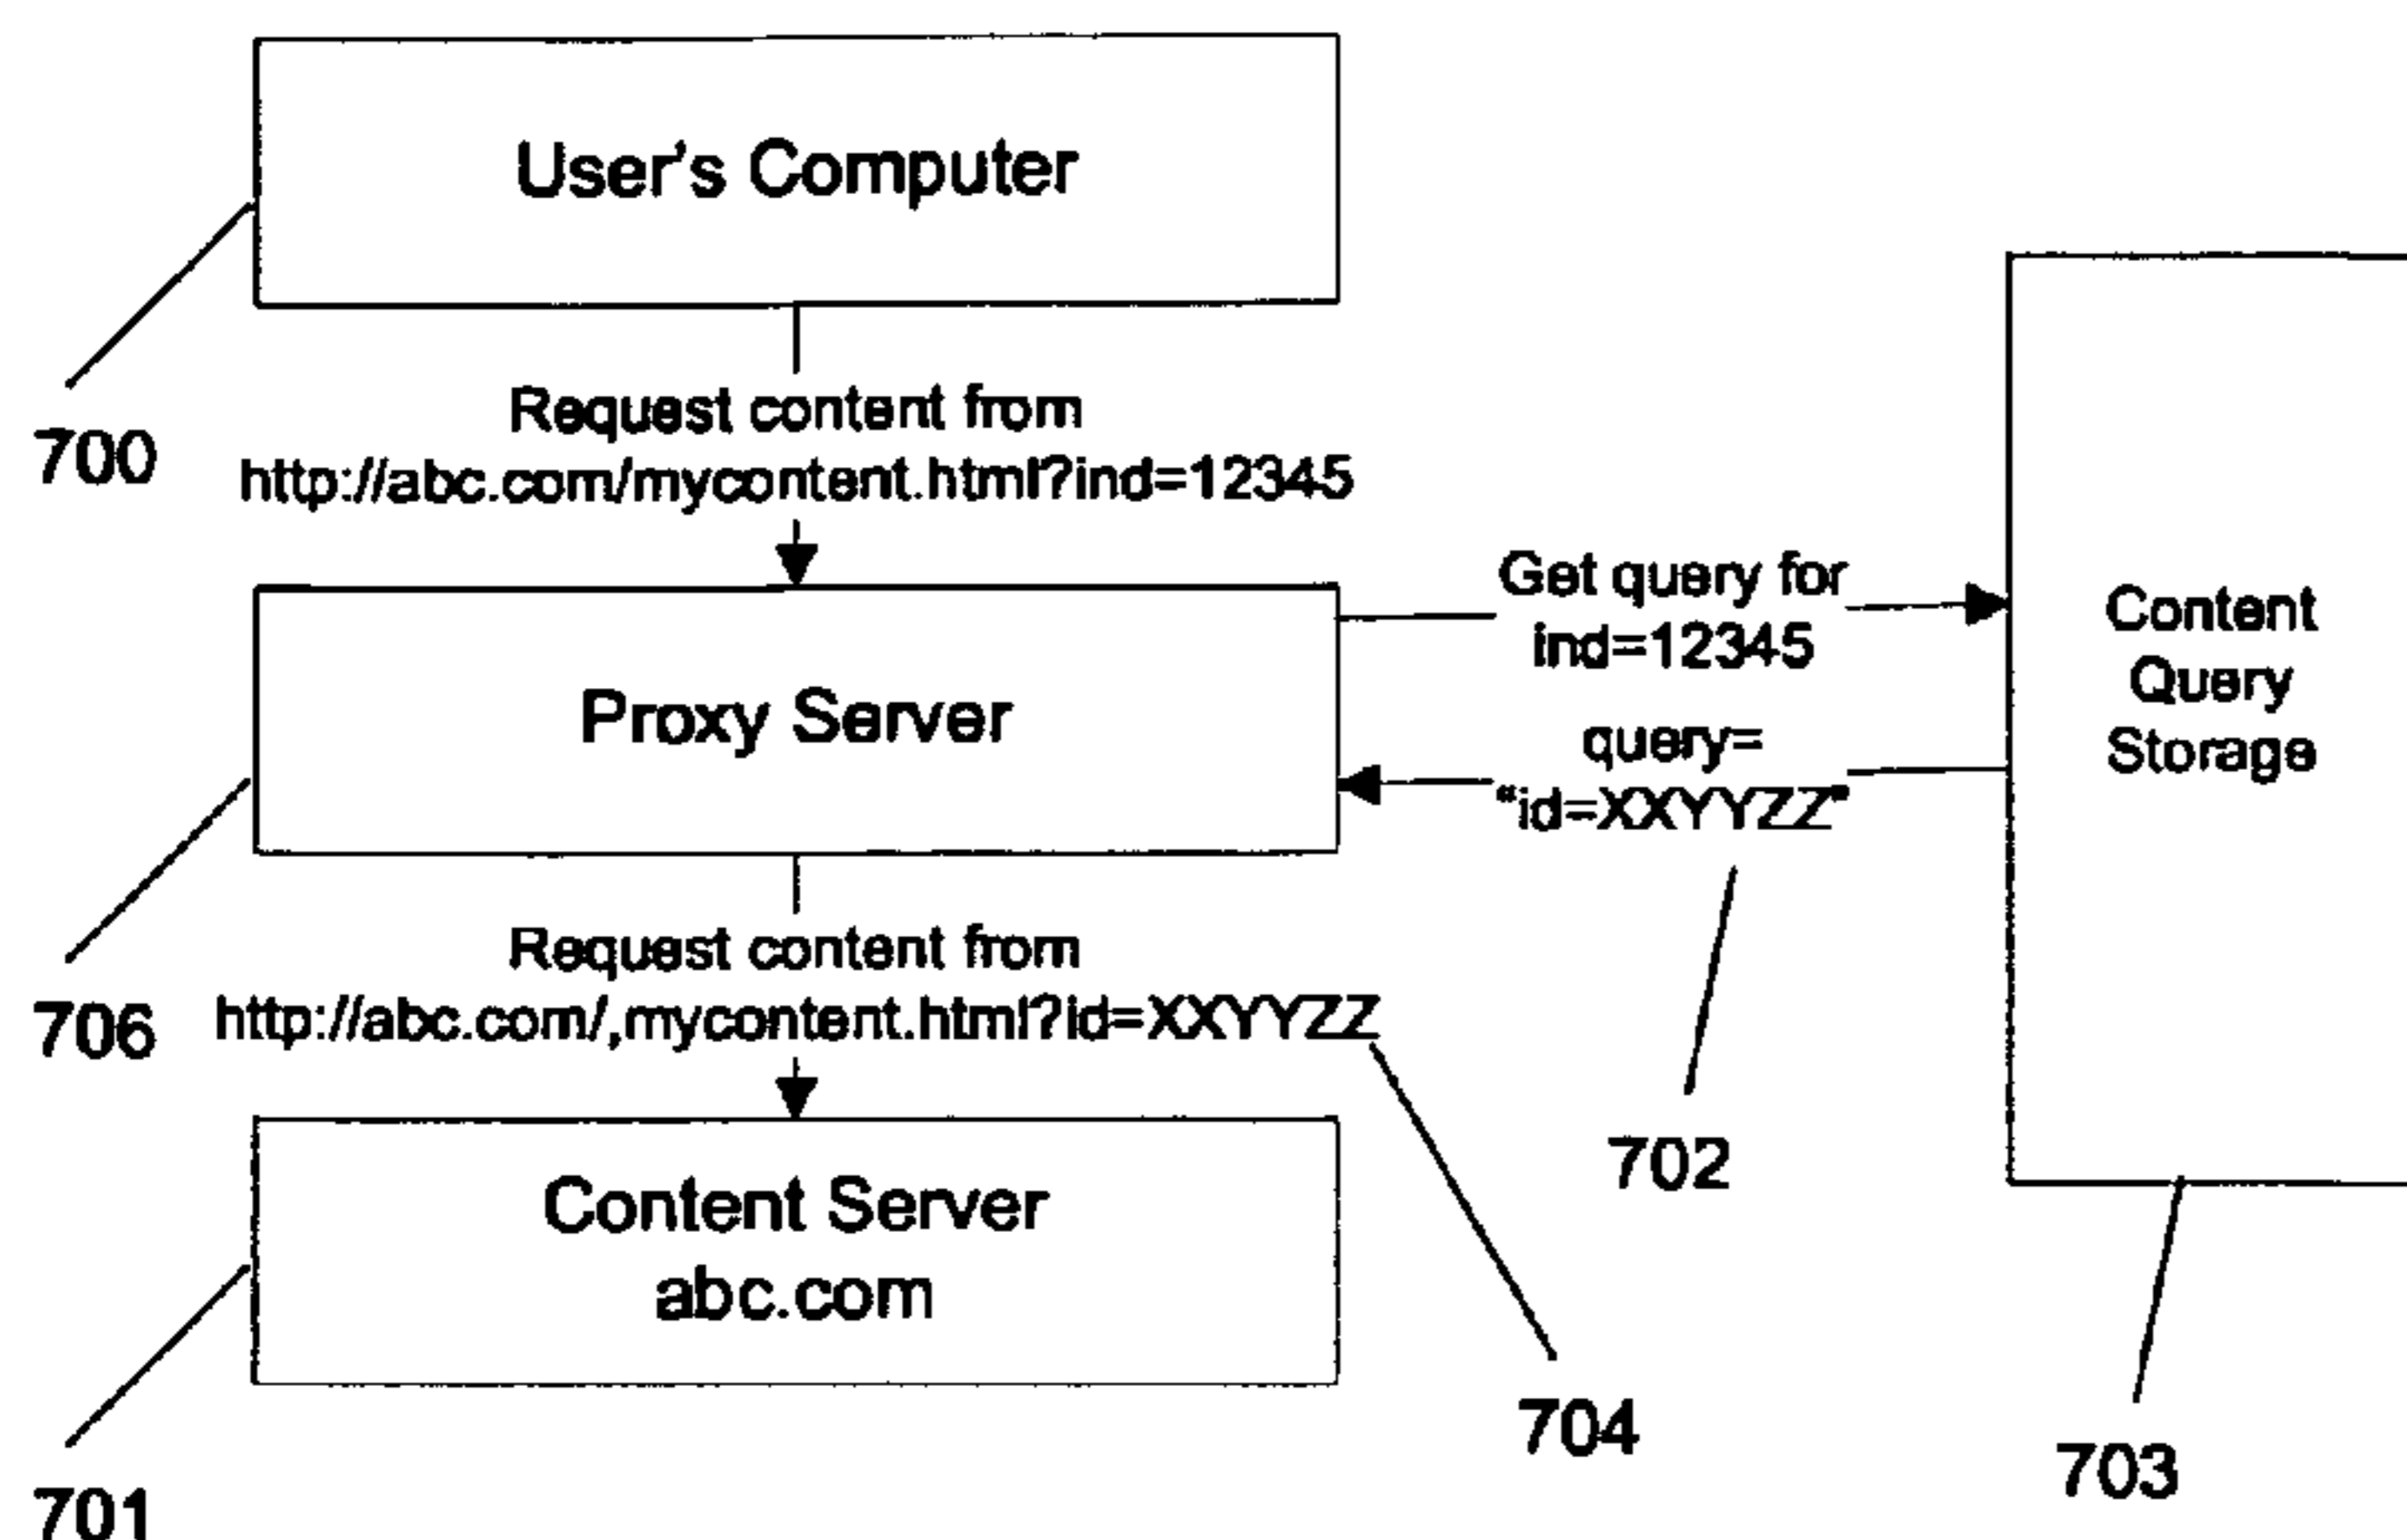 User's Computer
700
Request content from
http://abc.com/mycontent.html?ind=12345
Get query for
ind=12345
Content
Query
Storage
Proxy Server
query=
"id=XXYYZZ"
706
Request content from
http://abc.com/,mycontent.html?id=XXYYZZ
702
Content Server
abc.com
704
703
701